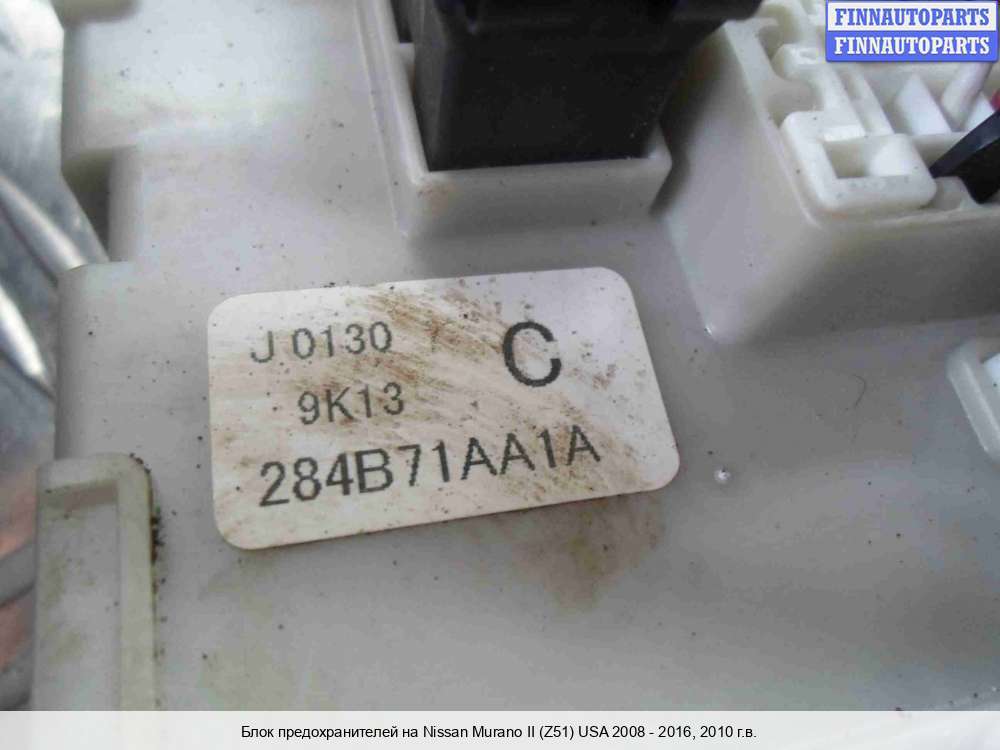 FINNAUTOPARTS
FINNAUTOPARTS
J 0130
C
9K13
284B71AA1A
Блок предохранителей на Nissan Murano II (Z51) USA 2008 - 2016, 2010 г.в.